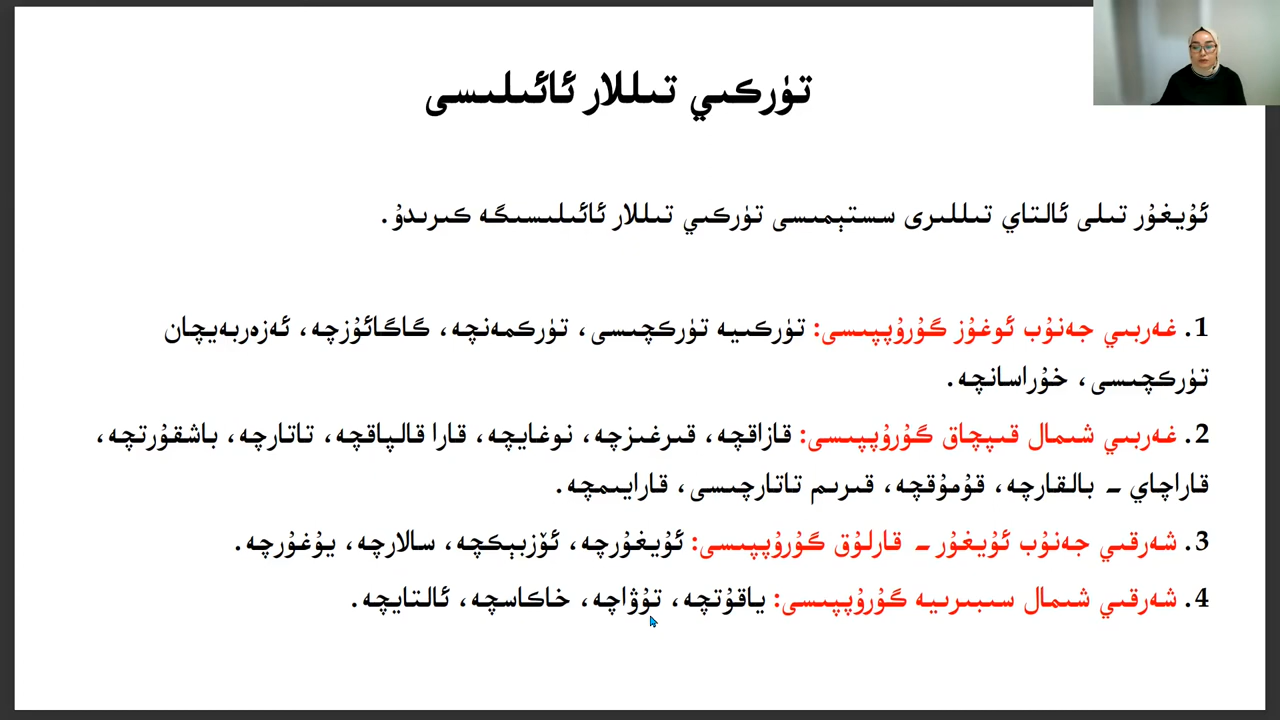 تۈركىي تىللار ئائىلىسى
ئۇيغۇر تىلى ئالتاي تىللىرى سىستېمىسى تۈركىي تىللار ئائىلىسىگە كىرىدۇ.
1. غەربىي جەنۇب ئوغۇز گۇرۇپپىسى: تۈركىيە تۈركچىسى، تۈركمەنچە، گاگائۇزچە، ئەزەربەيچان
تۈركچىسى، خۇراسانچە.
2. غەربىي شىمال قىپچاق گۇرۇپپىسى: قازاقچە، قىرغىزچە، نوغايچە، قارا قالپاقچە، تاتارچە، باشقۇرتچە،
قاراچاي - بالقارچە، قۇمۇقچە، قىرىم تاتارچىسى، قارايىمچە.
3. شەرقىي جەنۇب ئۇيغۇر - قارلۇق گۇرۇپپىسى: ئۇيغۇرچە، ئۆزبېكچە، سالارچە، يۇغۇرچە.
4. شەرقىي شىمال سىبىرىيە گۇرۇپپىسى: ياقۇتچە، تۇۋاچە، خاكاسچە، ئالتايچە.